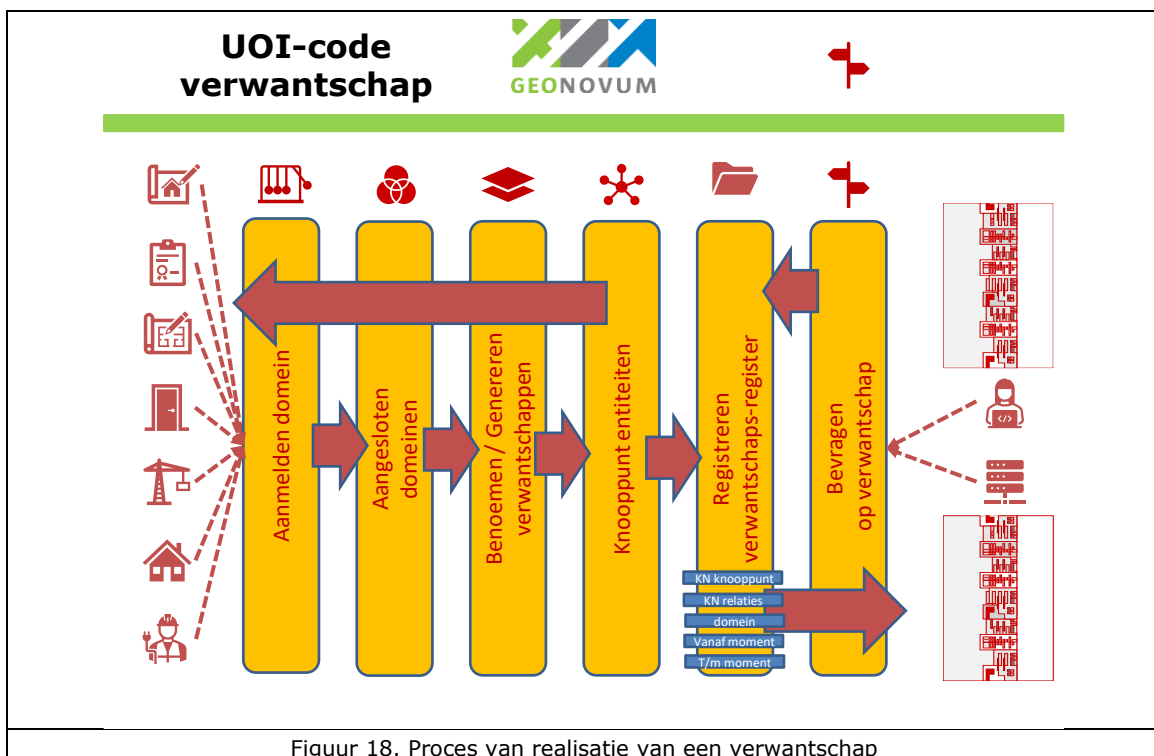 UOI-code
verwantschap
GEONOVUM
Aanmelden domein
Aangesloten
domeinen
Benoemen / Genereren
verwantschappen
Knooppunt entiteiten
Registreren
verwantschaps-register
Bevragen
op verwantschap
KN knooppunt
KN relaties
domein
Vanaf moment
T/m moment
</>
Figuur 18. Proces van realisatie van een verwantschap